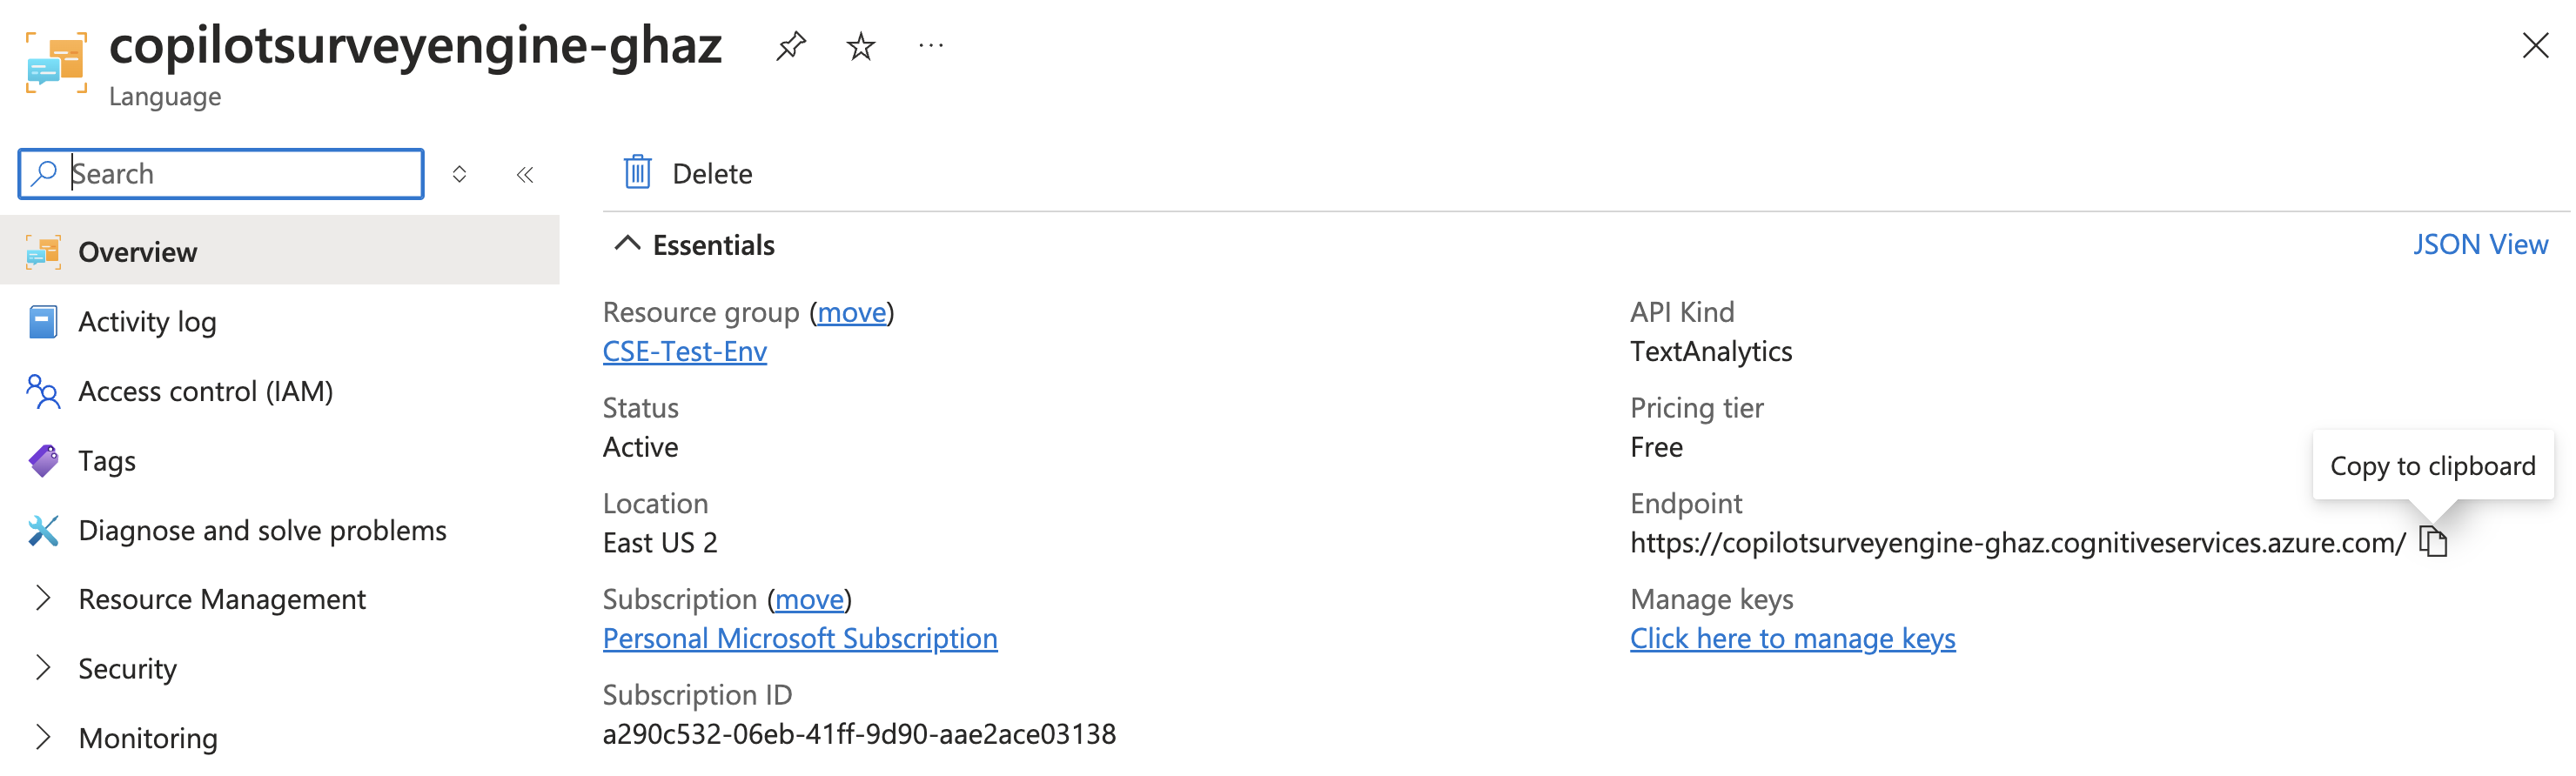 copilotsurveyengine-ghaz
Language
Search
Delete
Overview
Activity log
Access control (IAM)
Tags
Diagnose and solve problems
Resource Management
Security
Monitoring
Essentials
JSON View
Resource group (move)
CSE-Test-Env
Status
Active
Location
East US 2
Subscription (move)
Personal Microsoft Subscription
Subscription ID
a290c532-06eb-41ff-9d90-aae2ace03138
API Kind
TextAnalytics
Pricing tier
Free
Copy to clipboard
Endpoint
https://copilotsurveyengine-ghaz.cognitiveservices.azure.com/
Manage keys
Click here to manage keys